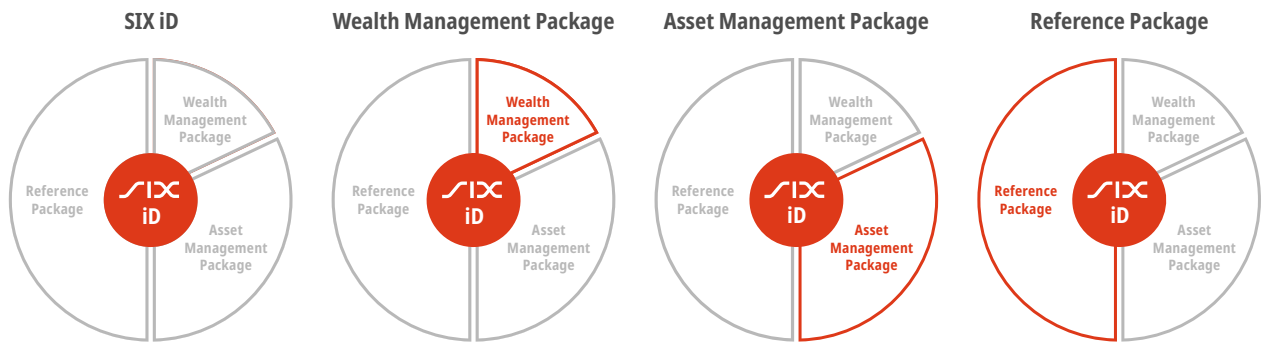 SIX iD
Wealth
Management
Package
Reference
Package
SIX
iD
Asset
Management
Package
Wealth Management Package
Wealth
Management
Package
Reference
Package
SIX
iD
Asset
Management
Package
Asset Management Package
Wealth
Management
Package
Reference
Package
SIX
iD
Asset
Management
Package
Reference Package
Wealth
Management
Package
Reference
Package
SIX
iD
Asset
Management
Package